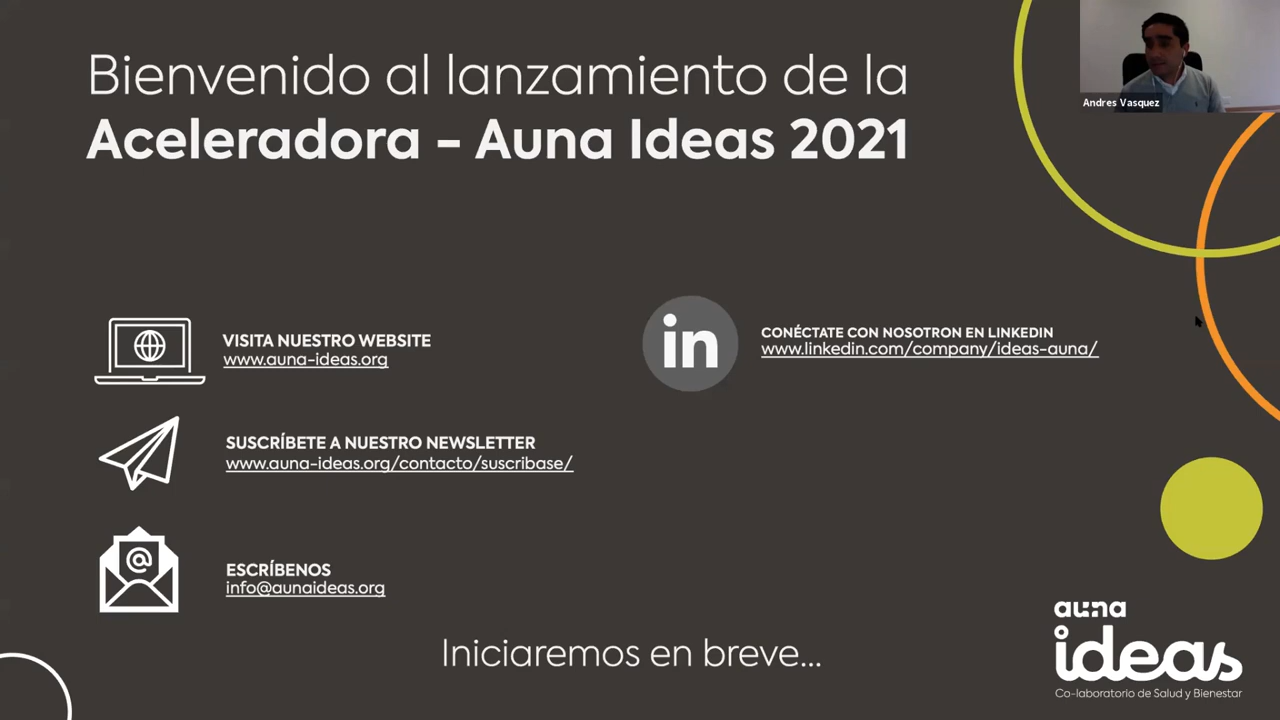 Bienvenido al lanzamiento de la
Aceleradora - Auna Ideas 2021
Andres Vasquez
VISITA NUESTRO WEBSITE
www.auna-ideas.org
in
CONÉCTATE CON NOSOTRON EN LINKEDIN
www.linkedin.com/company/ideas-auna/
SUSCRÍBETE A NUESTRO NEWSLETTER
www.auna-ideas.org/contacto/suscribase/
@
ESCRÍBENOS
info@aunaideas.org
Iniciaremos en breve...
auna
ideas
Co-laboratorio de Salud y Bienestar